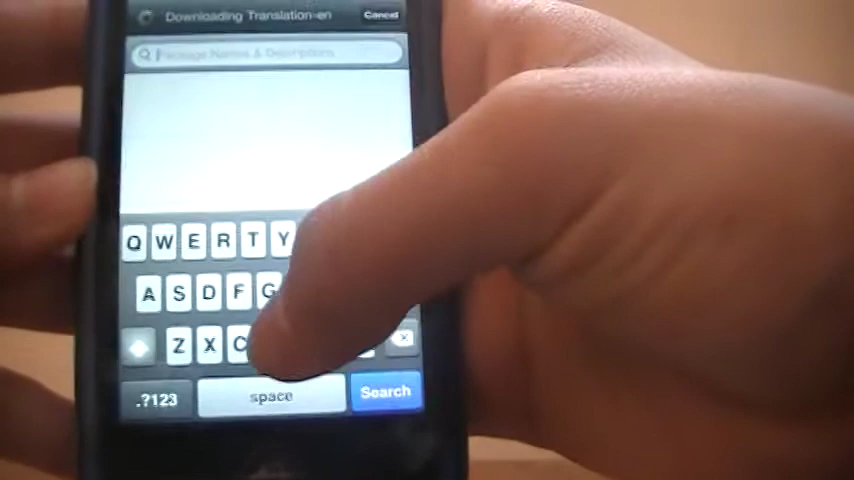 Downloading Translation-en Cancel
Package Names & Descriptions
Q W E R T Y
A S D F G
Z X C
.?123 space Search